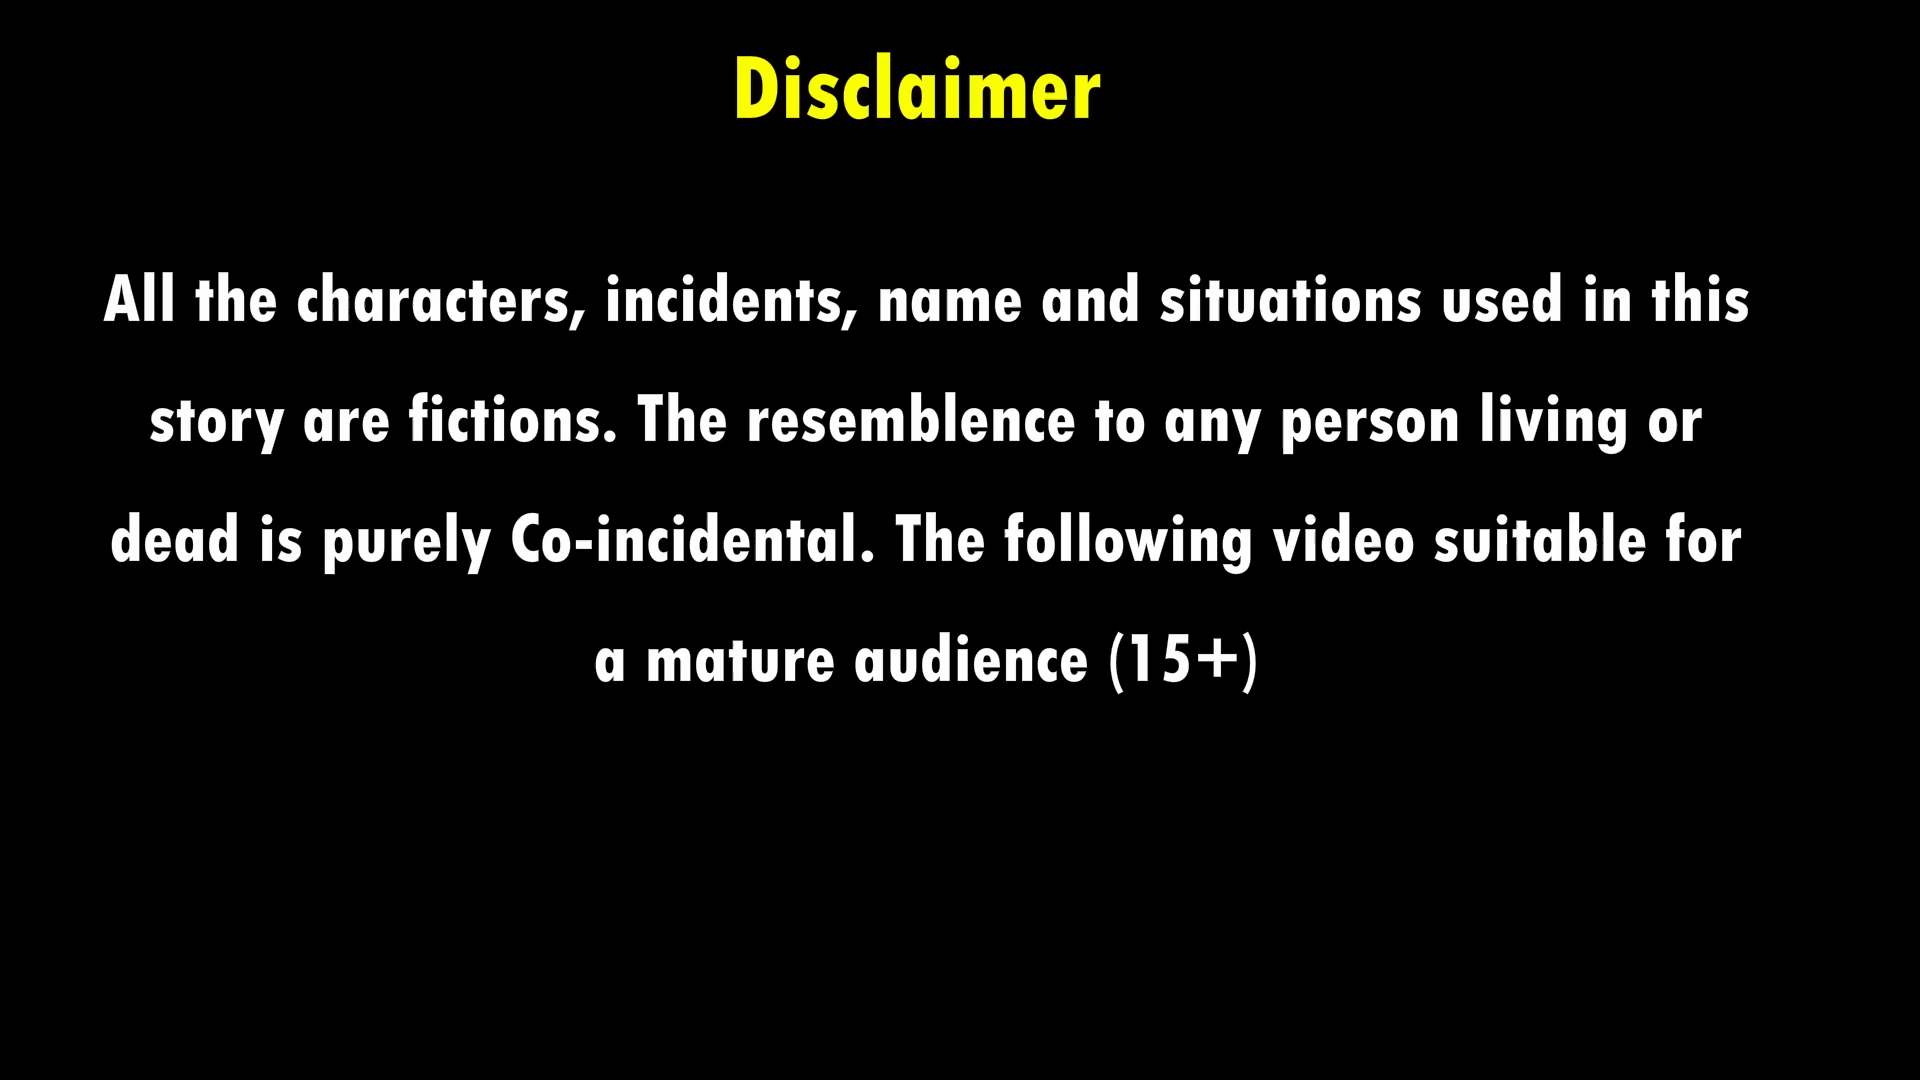 Disclaimer
All the characters, incidents, name and situations used in this
story are fictions. The resemblence to any person living or
dead is purely Co-incidental. The following video suitable for
a mature audience (15+)